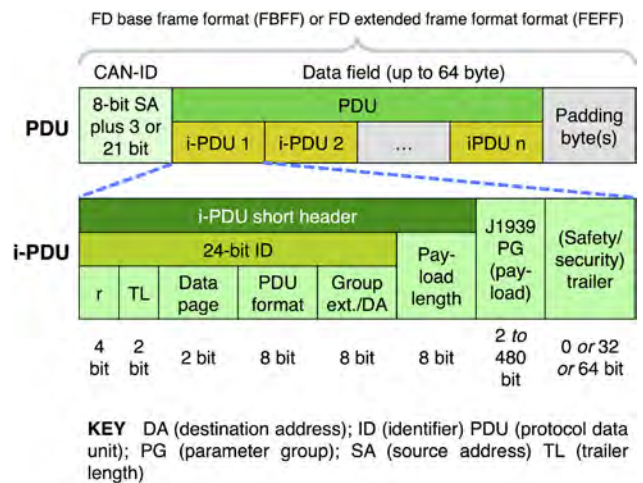 FD base frame format (FBFF) or FD extended frame format format (FEFF)
CAN-ID
Data field (up to 64 byte)
PDU
8-bit SA
plus 3 or
21 bit
PDU
i-PDU 1
i-PDU 2
...
iPDU n
Padding
byte(s)
i-PDU
i-PDU short header
24-bit ID
r
TL
Data
page
PDU
format
Group
ext./DA
Pay-
load
length
J1939
PG
(pay-
load)
(Safety/
security)
trailer
4
bit
2
bit
2 bit
8 bit
8 bit
8 bit
2 to
480
bit
0 or 32
or 64 bit
KEY DA (destination address); ID (identifier) PDU (protocol data
unit); PG (parameter group); SA (source address) TL (trailer
length)